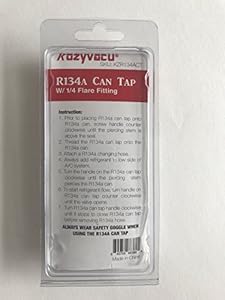 Kozyvacu
SKU: KZR134ACT
R134A CAN TAP
W/ 1/4 Flare Fitting
Instruction:
1. Prior to placing R134a can tap onto
R134a can, screw handle counter
clockwise until the piercing stem is
above the seal.
2. Thread the R134a can tap onto
the R134a can.
3. Attach a R134a changing hose.
4. Always add refrigerant to low side of
A/C system.
5. Turn the handle on the R134a can tap
clockwise until the piercing stem
pierces the R134a can.
6. To start refrigerant flow, turn handle on
R134a can tap counter clockwise
until the valve opens.
7. Turn R134a can tap handle clockwise
until it stops to close R134a can tap
before removing R134a hose.
ALWAYS WEAR SAFETY GOGGLE WHEN
USING THE R134A CAN TAP
Made in China